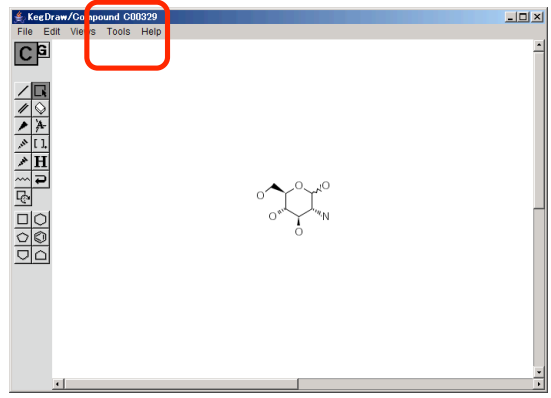 KegDraw/Compound C00329
File Edit Views Tools Help
C G
A
[ ].
H
O O
O
O N
O